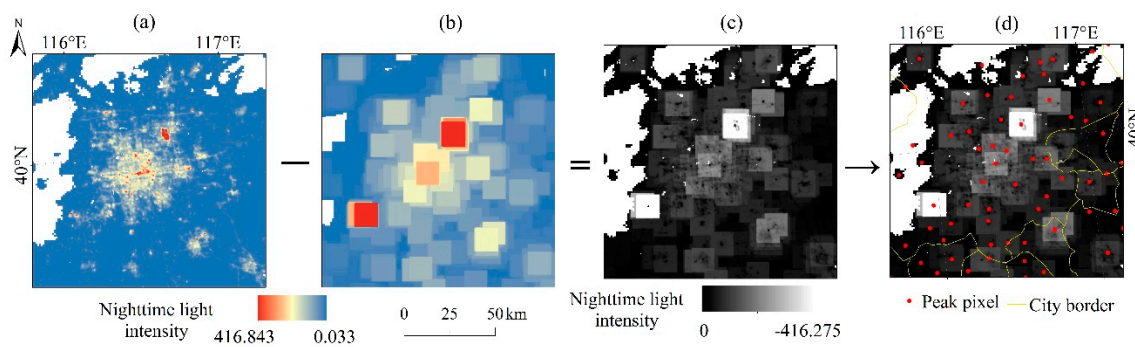 (a) (b) (c) (d)
N
116°E 117°E 116°E 117°E
40°N
− = →
40°N
Nighttime light intensity
416.843 0.033
0 25 50 km
Nighttime light intensity
0 -416.275
Peak pixel City border